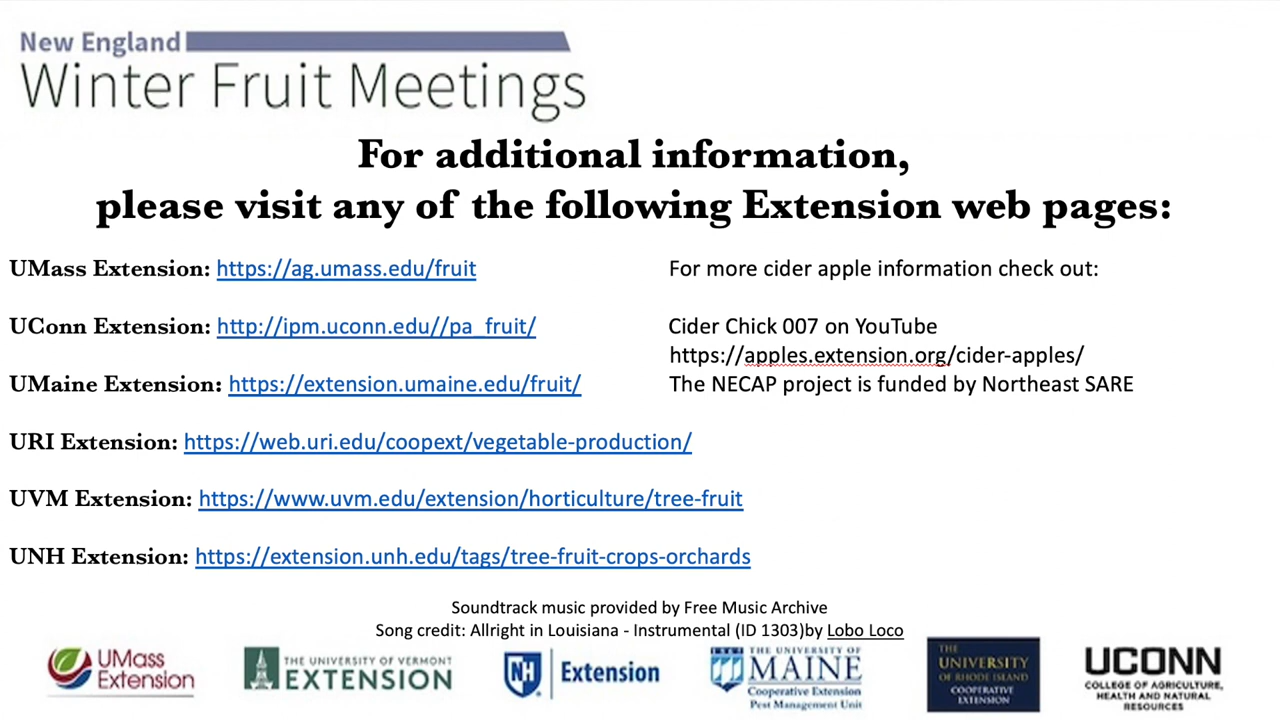 New England
Winter Fruit Meetings
For additional information,
please visit any of the following Extension web pages:
UMass Extension: https://ag.umass.edu/fruit
UConn Extension: http://ipm.uconn.edu//pa_fruit/
UMaine Extension: https://extension.umaine.edu/fruit/
URI Extension: https://web.uri.edu/coopext/vegetable-production/
UVM Extension: https://www.uvm.edu/extension/horticulture/tree-fruit
UNH Extension: https://extension.unh.edu/tags/tree-fruit-crops-orchards
For more cider apple information check out:
Cider Chick 007 on YouTube
https://apples.extension.org/cider-apples/
The NECAP project is funded by Northeast SARE
Soundtrack music provided by Free Music Archive
Song credit: Allright in Louisiana - Instrumental (ID 1303)by Lobo Loco
UMass
Extension
THE UNIVERSITY OF VERMONT
EXTENSION
NH
Extension
THE UNIVERSITY OF
MAINE
Cooperative Extension
Pest Management Unit
THE
UNIVERSITY
OF RHODE ISLAND
COOPERATIVE
EXTENSION
UCONN
COLLEGE OF AGRICULTURE,
HEALTH AND NATURAL
RESOURCES